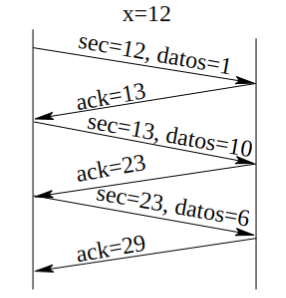 x=12
sec=12, datos=1
ack=13
sec=13, datos=10
ack=23
sec=23, datos=6
ack=29